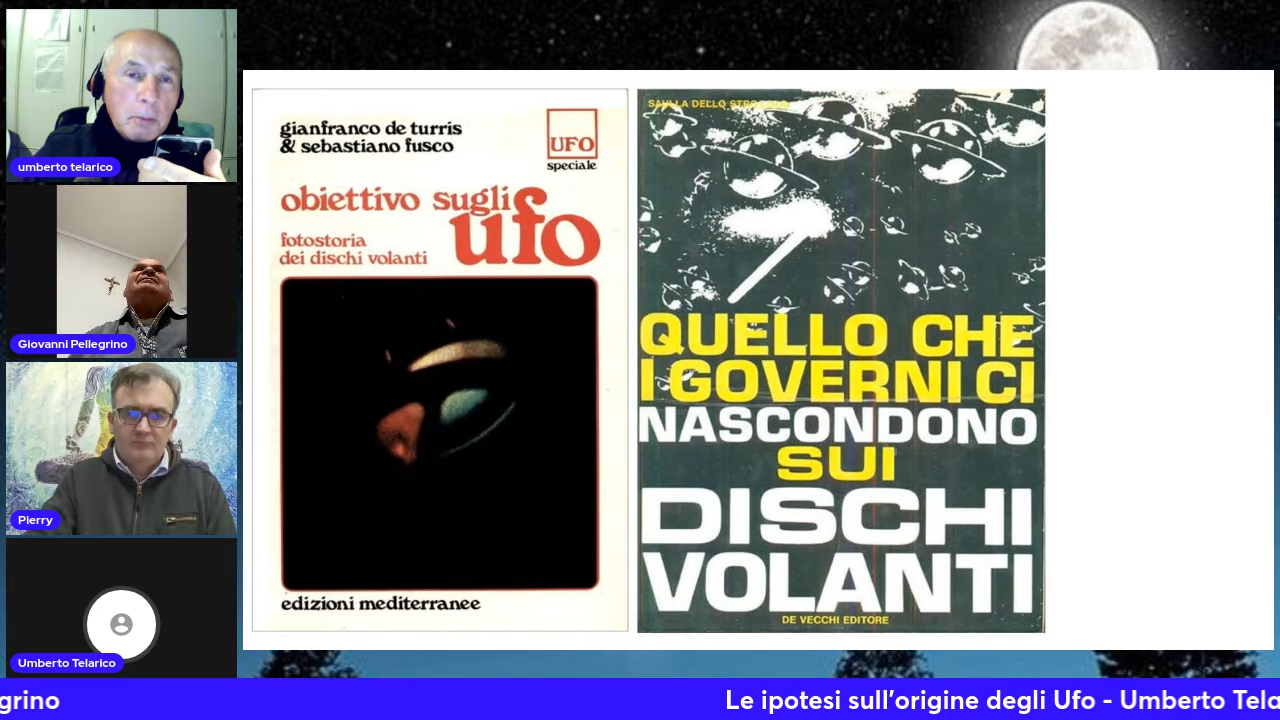 umberto telarico
Giovanni Pellegrino
Pierry
Umberto Telarico
gianfranco de turris
& sebastiano fusco
UFO
speciale
obiettivo sugli
ufo
fotostoria
dei dischi volanti
edizioni mediterranee
SAULLA DELLO
QUELLO CHE
I GOVERNI CI
NASCONDONO
SUI
DISCHI
VOLANTI
DE VECCHI EDITORE
grino
Le ipotesi sull'origine degli Ufo - Umberto Tela